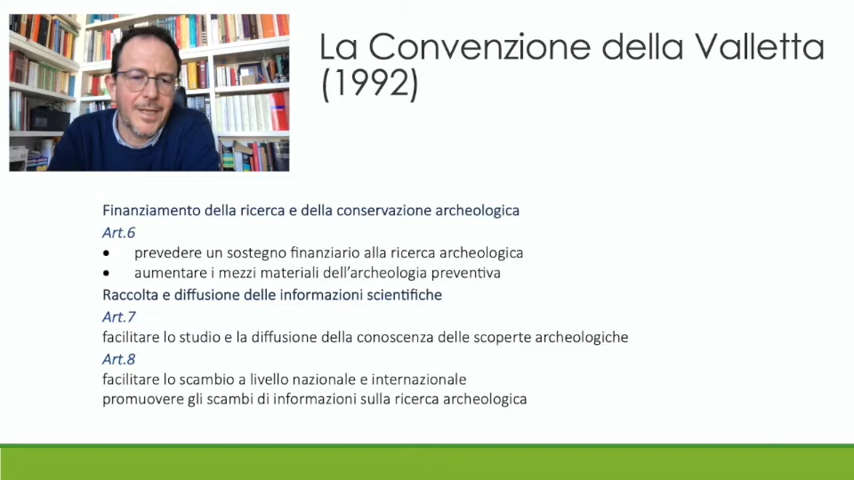 La Convenzione della Valletta
(1992)
Finanziamento della ricerca e della conservazione archeologica
Art.6
• prevedere un sostegno finanziario alla ricerca archeologica
• aumentare i mezzi materiali dell’archeologia preventiva
Raccolta e diffusione delle informazioni scientifiche
Art.7
facilitare lo studio e la diffusione della conoscenza delle scoperte archeologiche
Art.8
facilitare lo scambio a livello nazionale e internazionale
promuovere gli scambi di informazioni sulla ricerca archeologica